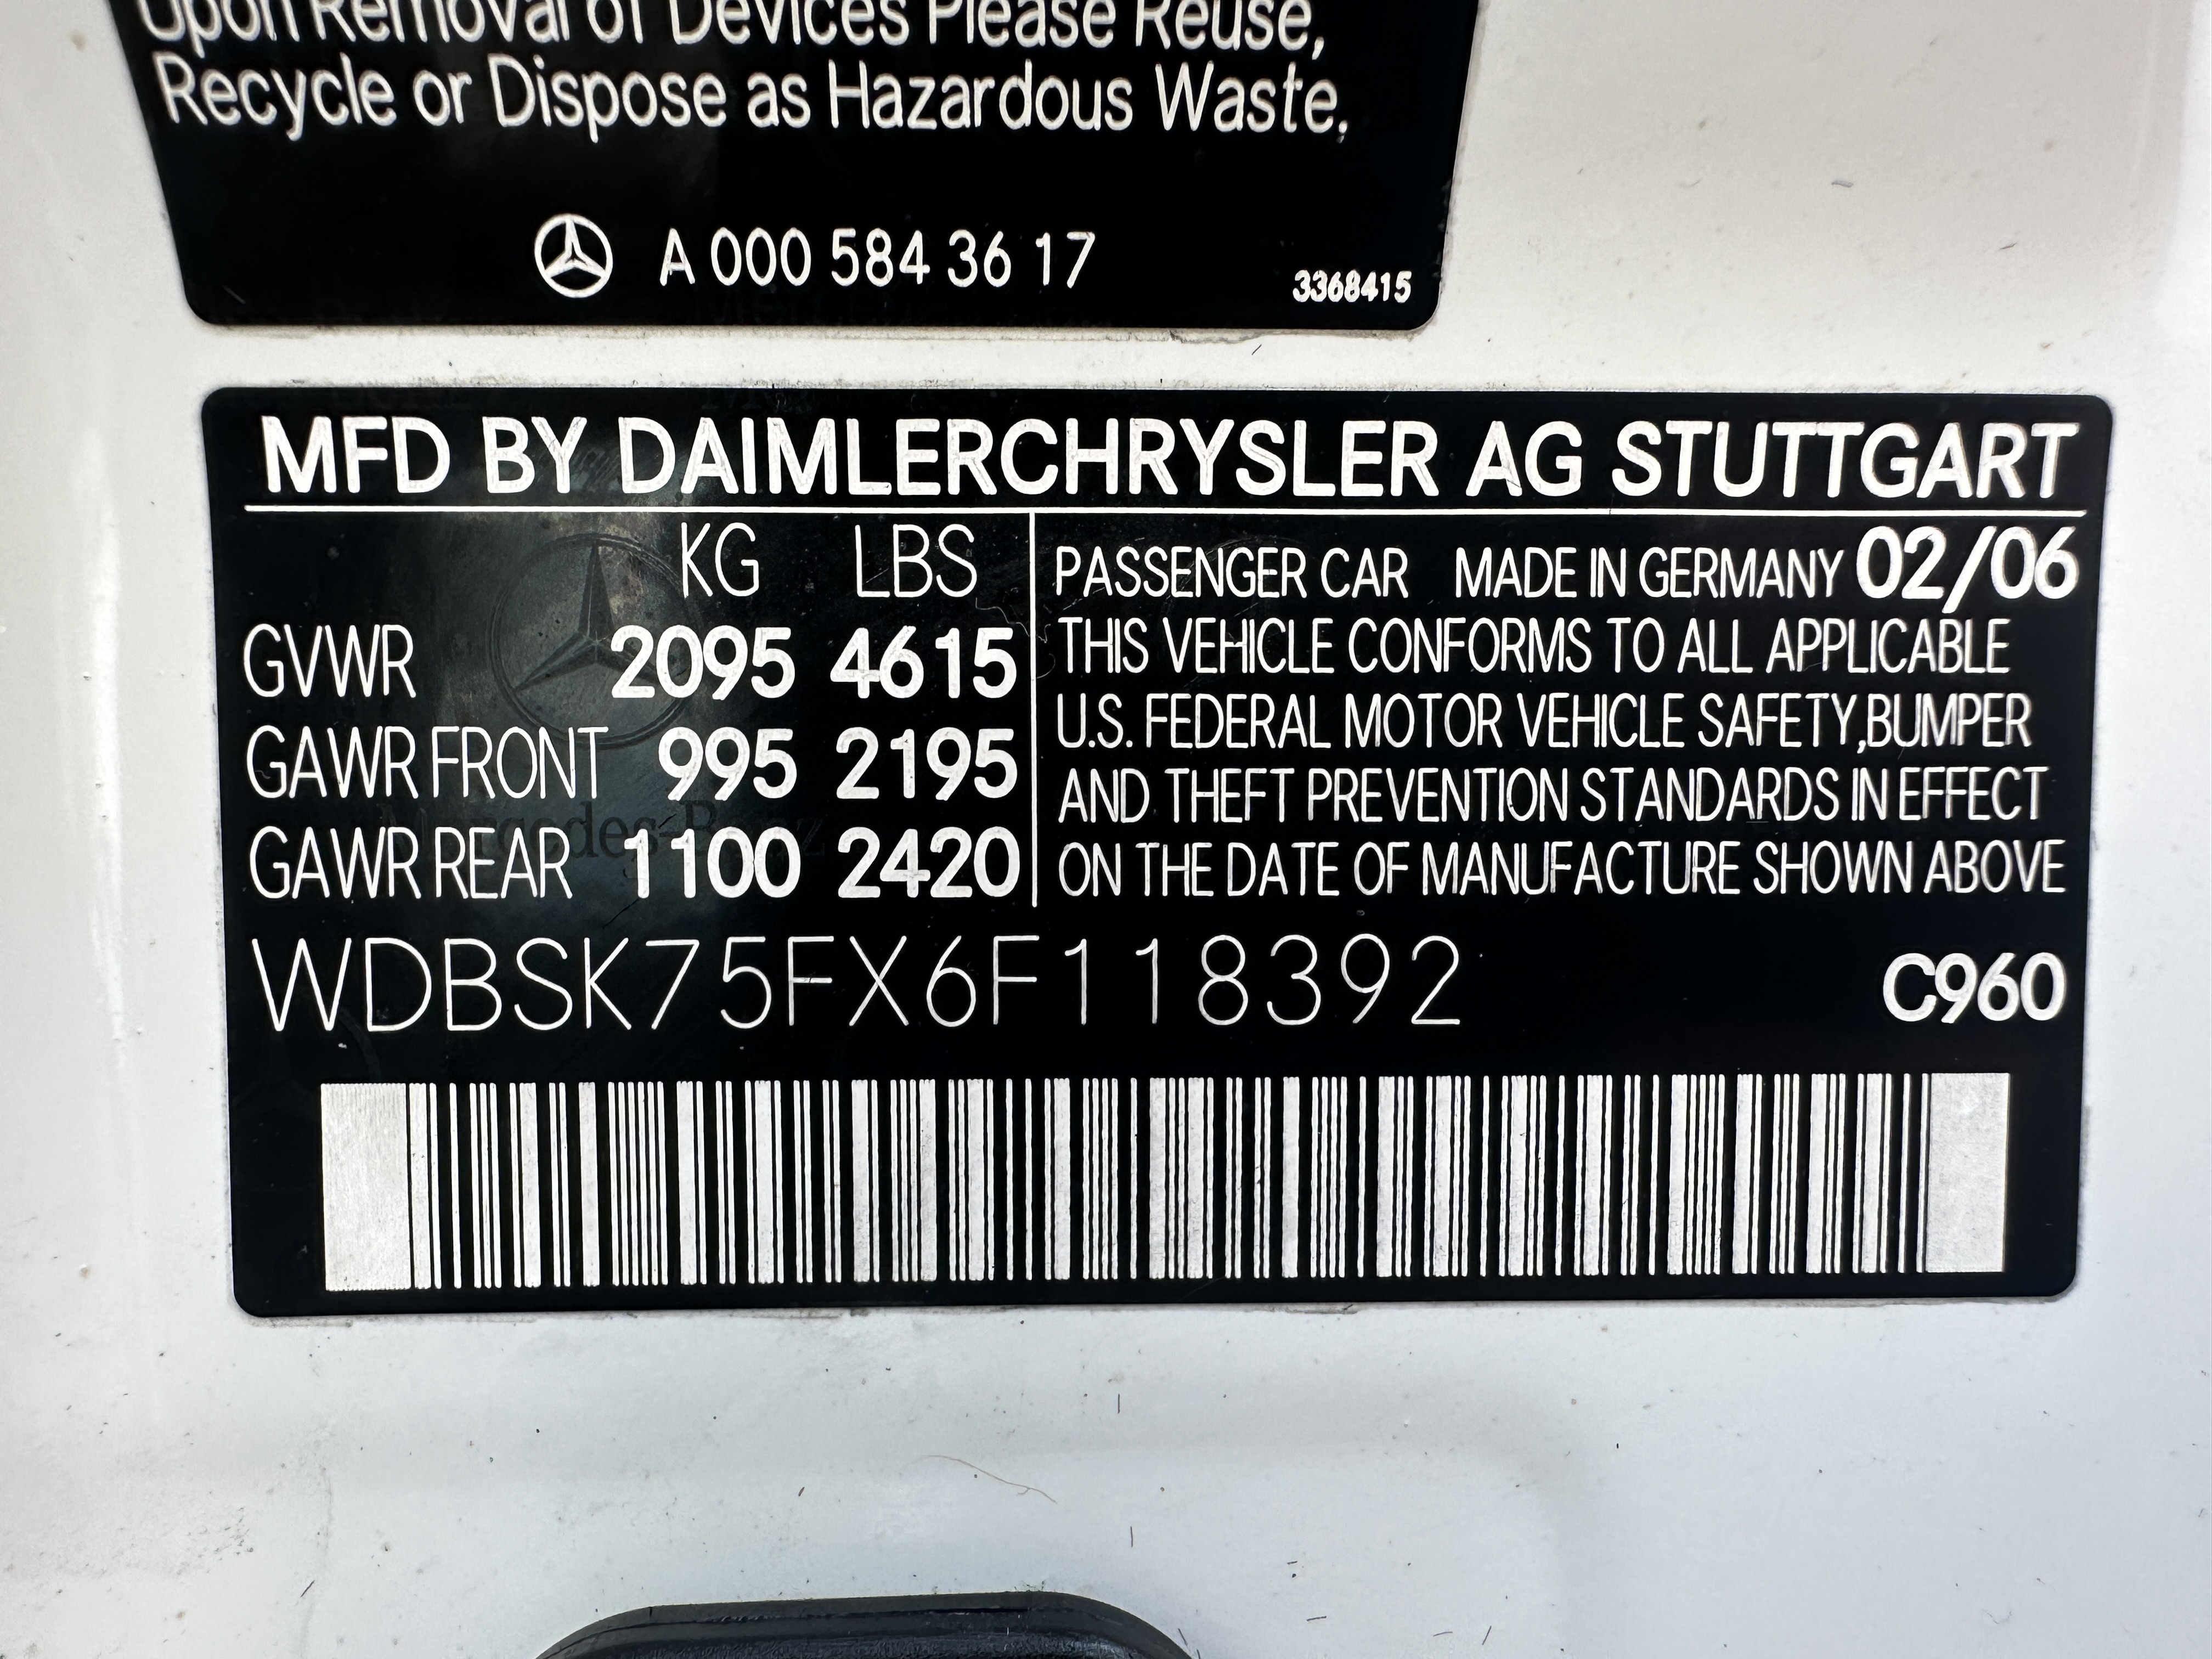 Upon Removal of Devices Please Reuse,
Recycle or Dispose as Hazardous Waste.
A 000 584 36 17
3368415
MFD BY DAIMLERCHRYSLER AG STUTTGART
KG LBS
GVWR 2095 4615
GAWR FRONT 995 2195
GAWR REAR 1100 2420
PASSENGER CAR MADE IN GERMANY 02/06
THIS VEHICLE CONFORMS TO ALL APPLICABLE
U.S. FEDERAL MOTOR VEHICLE SAFETY,BUMPER
AND THEFT PREVENTION STANDARDS IN EFFECT
ON THE DATE OF MANUFACTURE SHOWN ABOVE
Mercedes-Benz
WDBSK75FX6F118392
C960